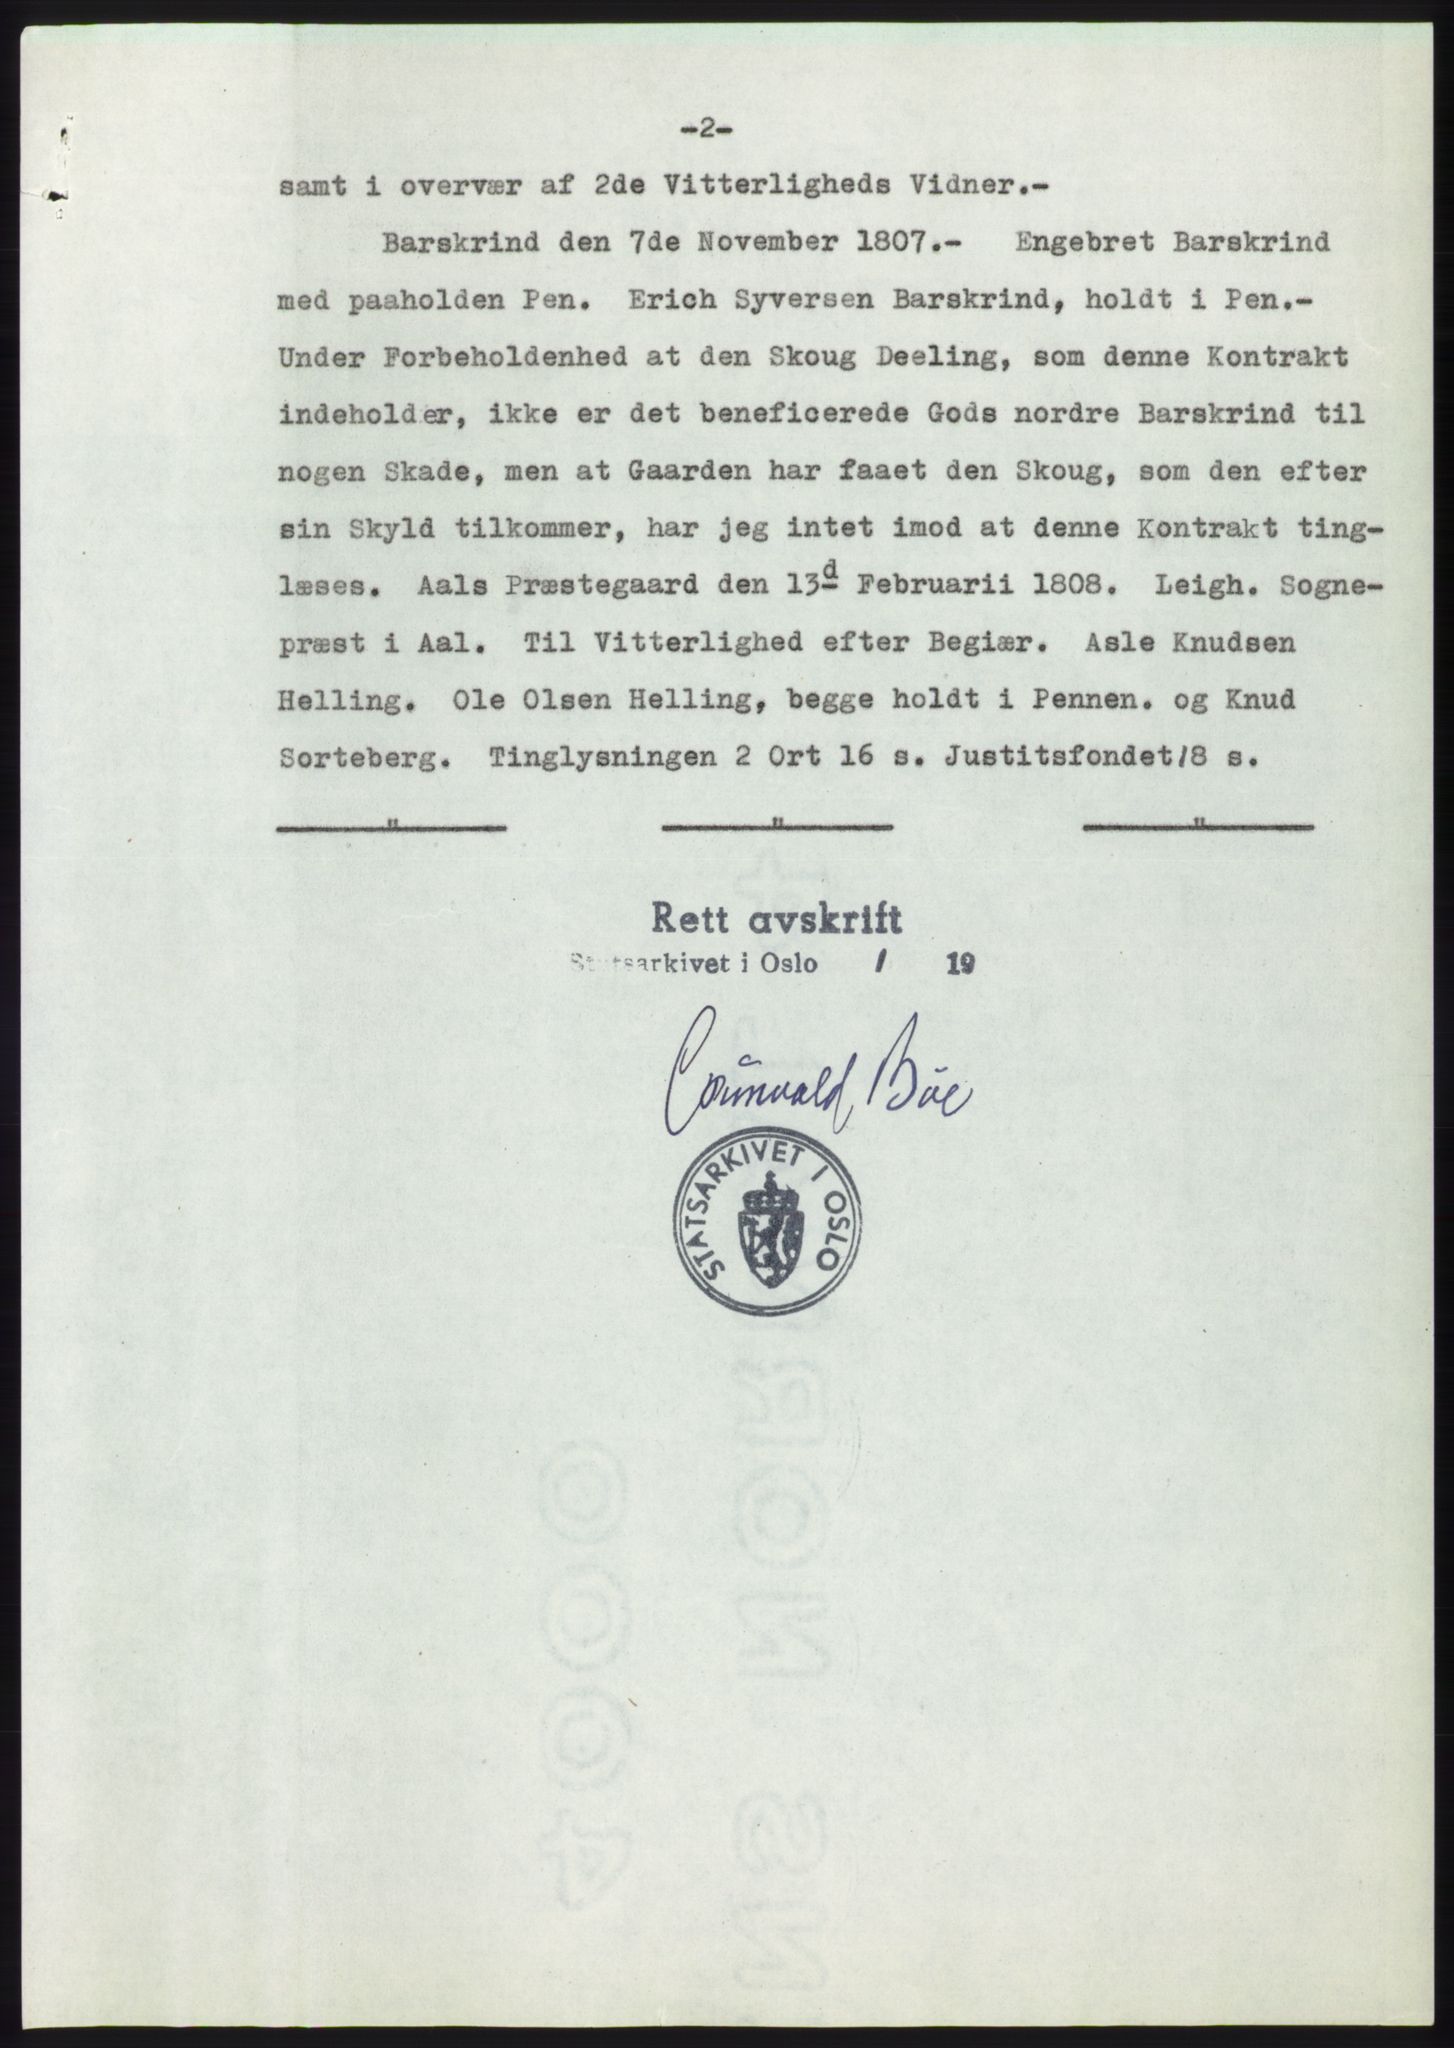 -2-
samt i overvær af 2de Vitterligheds Vidner.-
Barskrind den 7de November 1807.- Engebret Barskrind
med paaholden Pen. Erich Syversen Barskrind, holdt i Pen.-
Under Forbeholdenhed at den Skoug Deeling, som denne Kontrakt
indeholder, ikke er det beneficerede Gods nordre Barskrind til
nogen Skade, men at Gaarden har faaet den Skoug, som den efter
sin Skyld tilkommer, har jeg intet imod at denne Kontrakt ting-
læses. Aals Præstegaard den 13d Februarii 1808. Leigh. Sogne-
præst i Aal. Til Vitterlighed efter Begiær. Asle Knudsen
Helling. Ole Olsen Helling, begge holdt i Pennen. og Knud
Sorteberg. Tinglysningen 2 Ort 16 s. Justitsfondet/8 s.
Rett avskrift
Statsarkivet i Oslo / 19
Bøe
STATSARKIVET I OSLO